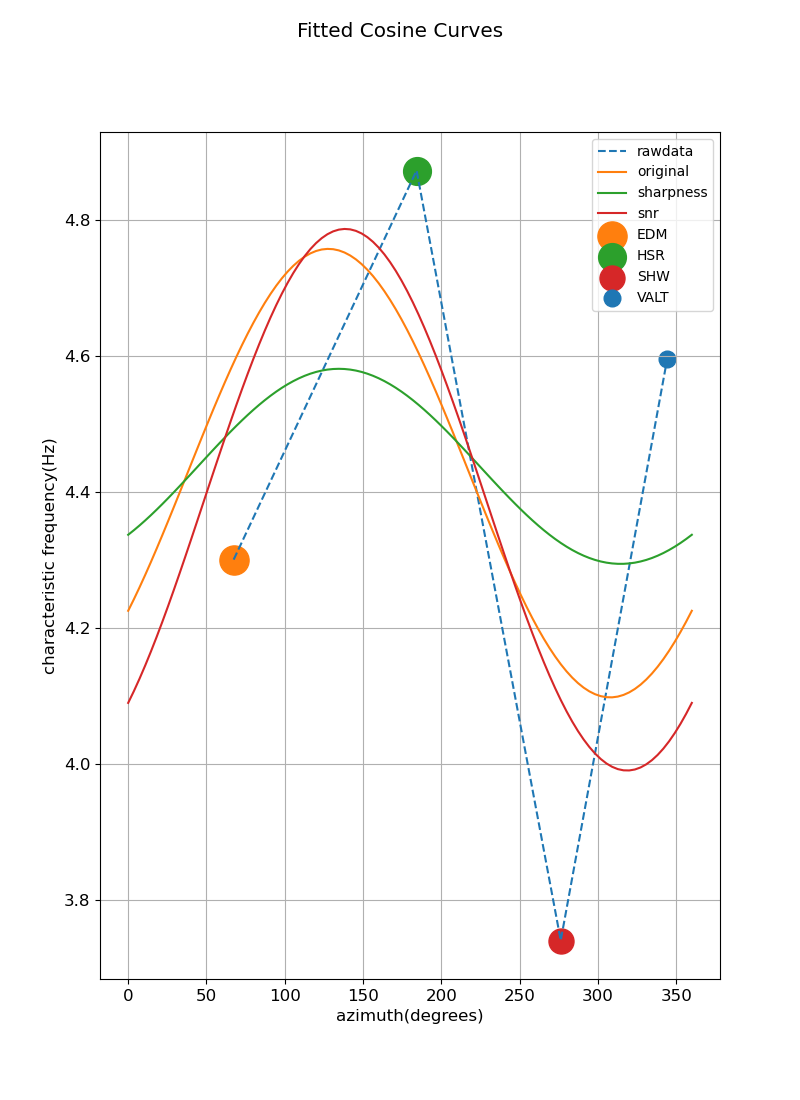 Fitted Cosine Curves
rawdata
original
sharpness
snr
EDM
HSR
SHW
VALT
4.8
4.6
4.4
4.2
4.0
3.8
characteristic frequency(Hz)
0 50 100 150 200 250 300 350
azimuth(degrees)